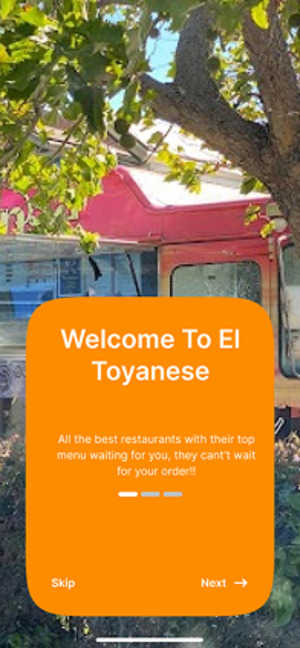 Welcome To El
Toyanese
All the best restaurants with their top
menu waiting for you, they cant't wait
for your order!!
Skip
Next →